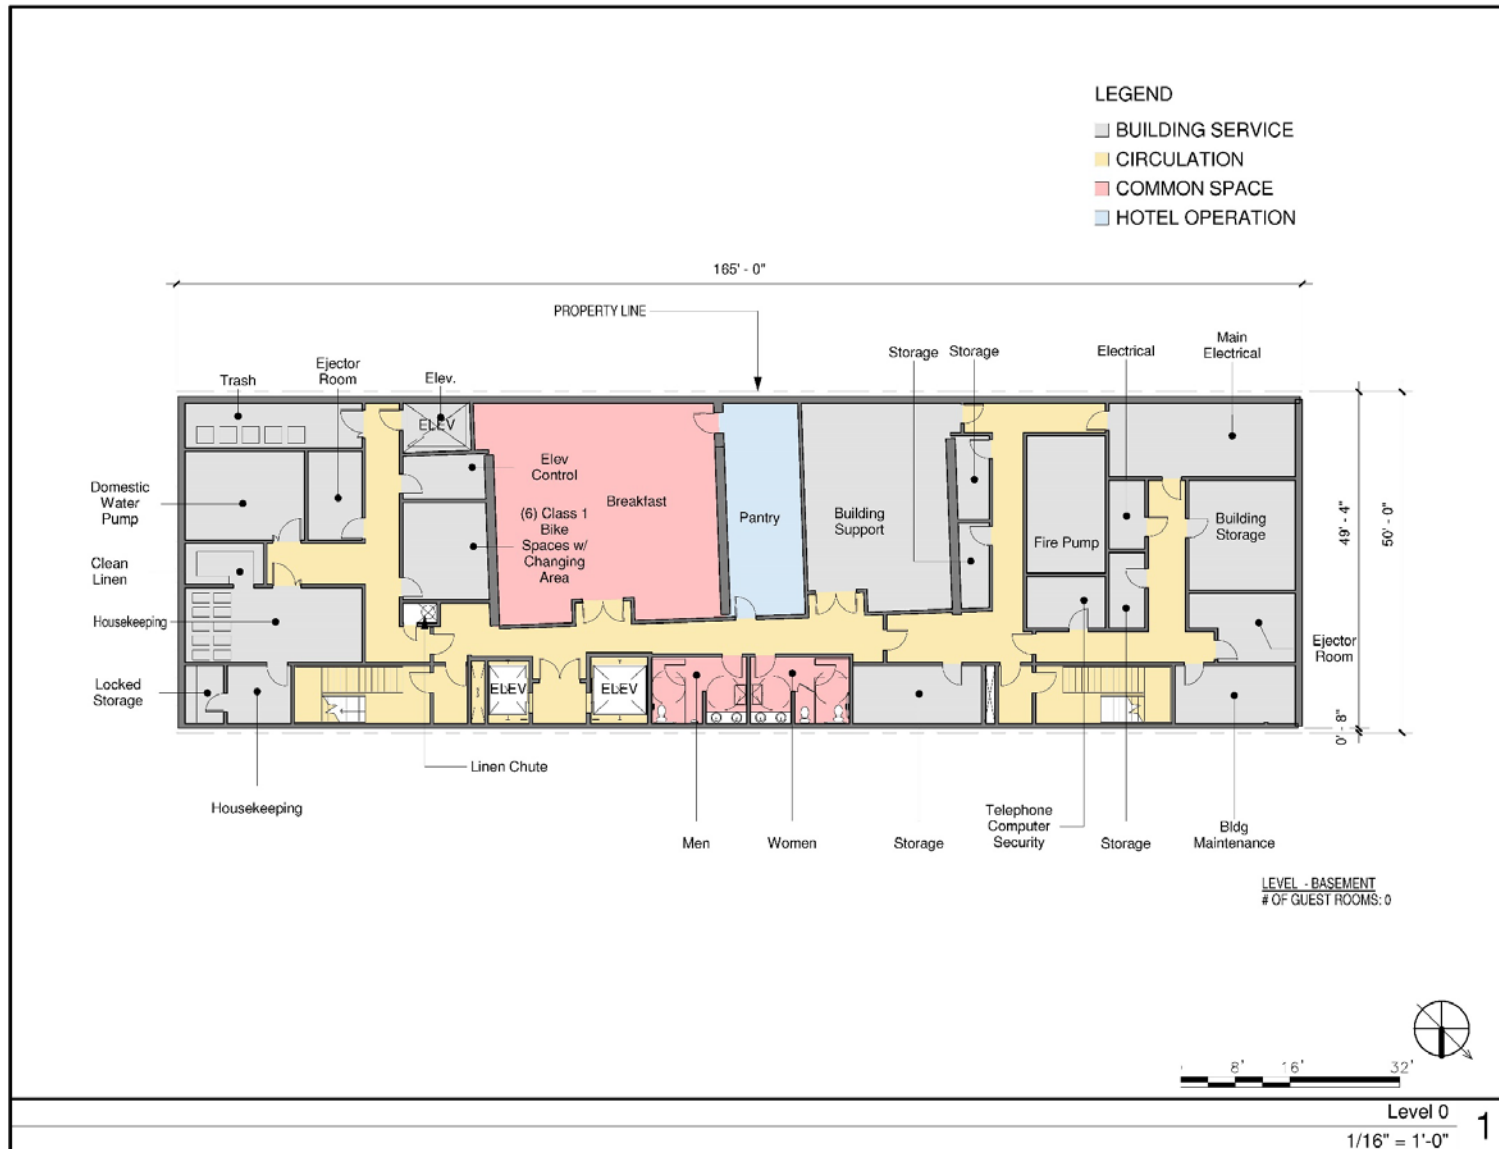 LEGEND
BUILDING SERVICE
CIRCULATION
COMMON SPACE
HOTEL OPERATION
165' - 0"
PROPERTY LINE
Trash
Ejector
Room
Elev.
Storage
Storage
Electrical
Main
Electrical
ELEV
Elev
Control
Breakfast
(6) Class 1
Bike
Spaces w/
Changing
Area
Pantry
Building
Support
Fire Pump
Building
Storage
49' - 4"
50' - 0"
0' - 8"
Domestic
Water
Pump
Clean
Linen
Housekeeping
Locked
Storage
Ejector
Room
ELEV
ELEV
Linen Chute
Housekeeping
Men
Women
Storage
Telephone
Computer
Security
Storage
Bldg
Maintenance
LEVEL - BASEMENT
# OF GUEST ROOMS: 0
8'
16'
32'
Level 0
1/16" = 1'-0"
1